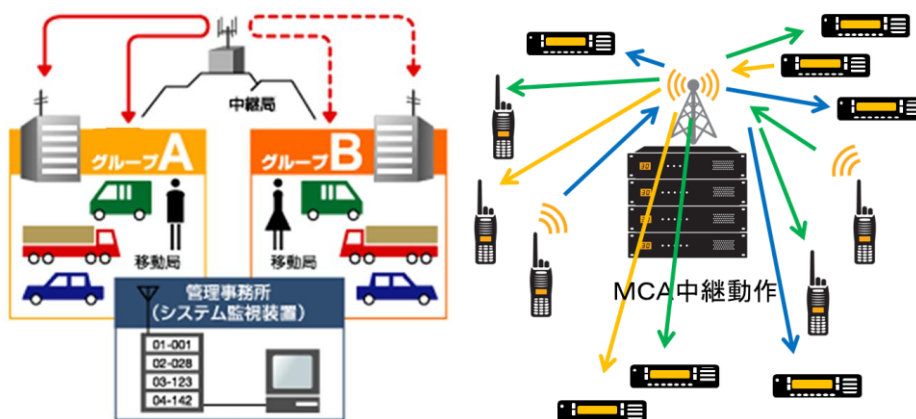 中継局
グループA
グループB
移動局
移動局
管理事務所
(システム監視装置)
01-001
02-028
03-123
04-142
MCA中継動作